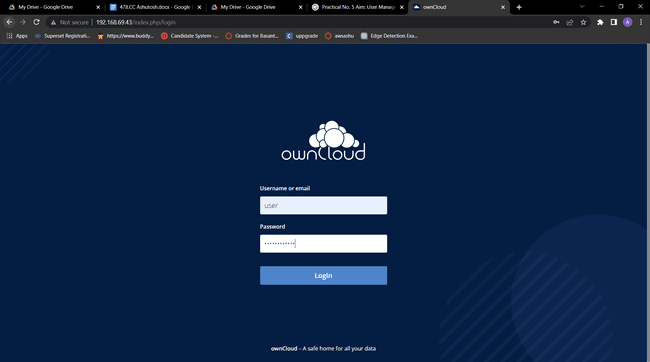 My Drive - Google Drive
47B.CC Ashutosh.docx - Google
My Drive - Google Drive
Practical No. 5 Aim: User Manag
ownCloud
Not secure | 192.168.69.43/index.php/login
Apps
Superset Registrati...
https://www.buddy...
Candidate System -...
Grades for Basant...
uppgrade
awsashu
Edge Detection Exa...
ownCloud
Username or email
user
Password
Login
ownCloud – A safe home for all your data